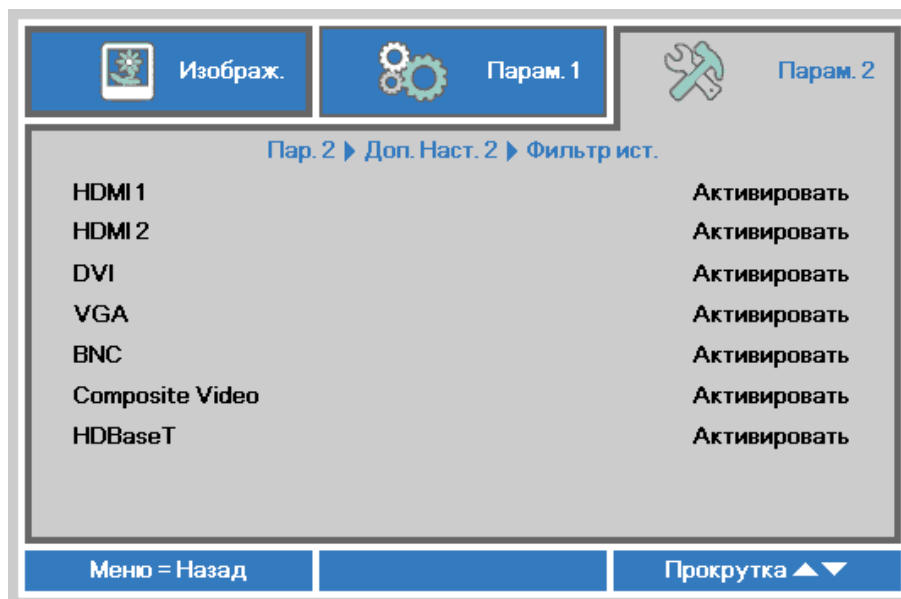 Изображ. Парам. 1 Парам. 2
Пар. 2 ▶ Доп. Наст. 2 ▶ Фильтр ист.
HDMI 1 Активировать
HDMI 2 Активировать
DVI Активировать
VGA Активировать
BNC Активировать
Composite Video Активировать
HDBaseT Активировать
Меню = Назад Прокрутка ▲▼